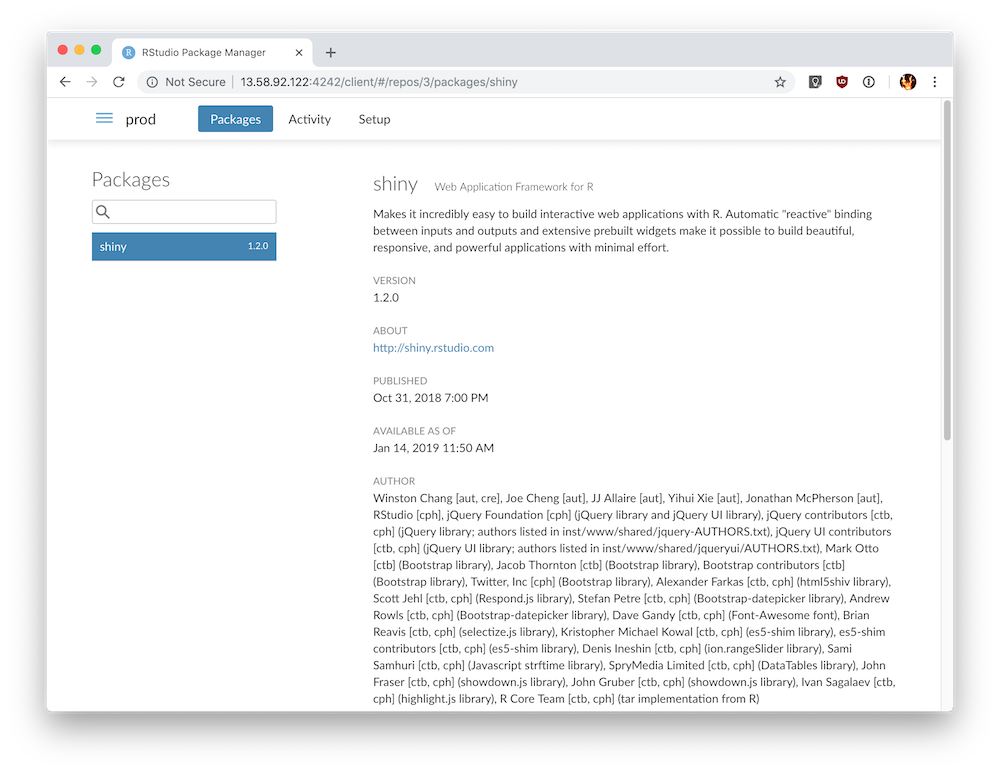 RStudio Package Manager
Not Secure 13.58.92.122:4242/client/#/repos/3/packages/shiny
prod Packages Activity Setup
Packages
shiny 1.2.0
shiny Web Application Framework for R
Makes it incredibly easy to build interactive web applications with R. Automatic "reactive" binding
between inputs and outputs and extensive prebuilt widgets make it possible to build beautiful,
responsive, and powerful applications with minimal effort.
VERSION
1.2.0
ABOUT
http://shiny.rstudio.com
PUBLISHED
Oct 31, 2018 7:00 PM
AVAILABLE AS OF
Jan 14, 2019 11:50 AM
AUTHOR
Winston Chang [aut, cre], Joe Cheng [aut], JJ Allaire [aut], Yihui Xie [aut], Jonathan McPherson [aut],
RStudio [cph], jQuery Foundation [cph] (jQuery library and jQuery UI library), jQuery contributors [ctb,
cph] (jQuery library; authors listed in inst/www/shared/jquery-AUTHORS.txt), jQuery UI contributors
[ctb, cph] (jQuery UI library; authors listed in inst/www/shared/jqueryui/AUTHORS.txt), Mark Otto
[ctb] (Bootstrap library), Jacob Thornton [ctb] (Bootstrap library), Bootstrap contributors [ctb]
(Bootstrap library), Twitter, Inc [cph] (Bootstrap library), Alexander Farkas [ctb, cph] (html5shiv library),
Scott Jehl [ctb, cph] (Respond.js library), Stefan Petre [ctb, cph] (Bootstrap-datepicker library), Andrew
Rowls [ctb, cph] (Bootstrap-datepicker library), Dave Gandy [ctb, cph] (Font-Awesome font), Brian
Reavis [ctb, cph] (selectize.js library), Kristopher Michael Kowal [ctb, cph] (es5-shim library), es5-shim
contributors [ctb, cph] (es5-shim library), Denis Ineshin [ctb, cph] (ion.rangeSlider library), Sami
Samhuri [ctb, cph] (Javascript strftime library), SpryMedia Limited [ctb, cph] (DataTables library), John
Fraser [ctb, cph] (showdown.js library), John Gruber [ctb, cph] (showdown.js library), Ivan Sagalaev [ctb,
cph] (highlight.js library), R Core Team [ctb, cph] (tar implementation from R)